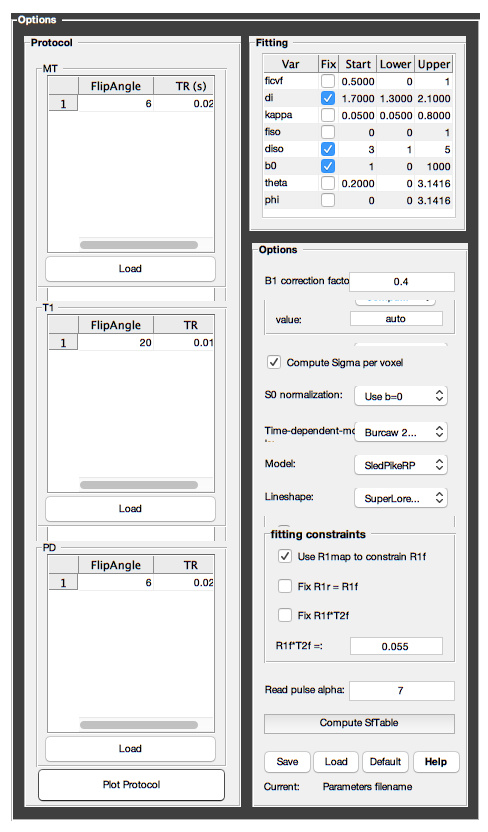 Options
Protocol
MT
FlipAngle TR (s)
1 6 0.02
Load
T1
FlipAngle TR
1 20 0.01
Load
PD
FlipAngle TR
1 6 0.02
Load
Plot Protocol
Fitting
Var Fix Start Lower Upper
ficvf 0.5000 0 1
di 1.7000 1.3000 2.1000
kappa 0.0500 0.0500 0.8000
fiso 0 0 1
diso 3 1 5
b0 1 0 1000
theta 0.2000 0 3.1416
phi 0 0 3.1416
Options
B1 correction facto 0.4
value: auto
Compute Sigma per voxel
S0 normalization: Use b=0
Time-dependent-mo Burcaw 2...
Model: SledPikeRP
Lineshape: SuperLore...
fitting constraints
Use R1map to constrain R1f
Fix R1r = R1f
Fix R1f*T2f
R1f*T2f =: 0.055
Read pulse alpha: 7
Compute SfTable
Save Load Default Help
Current: Parameters filename